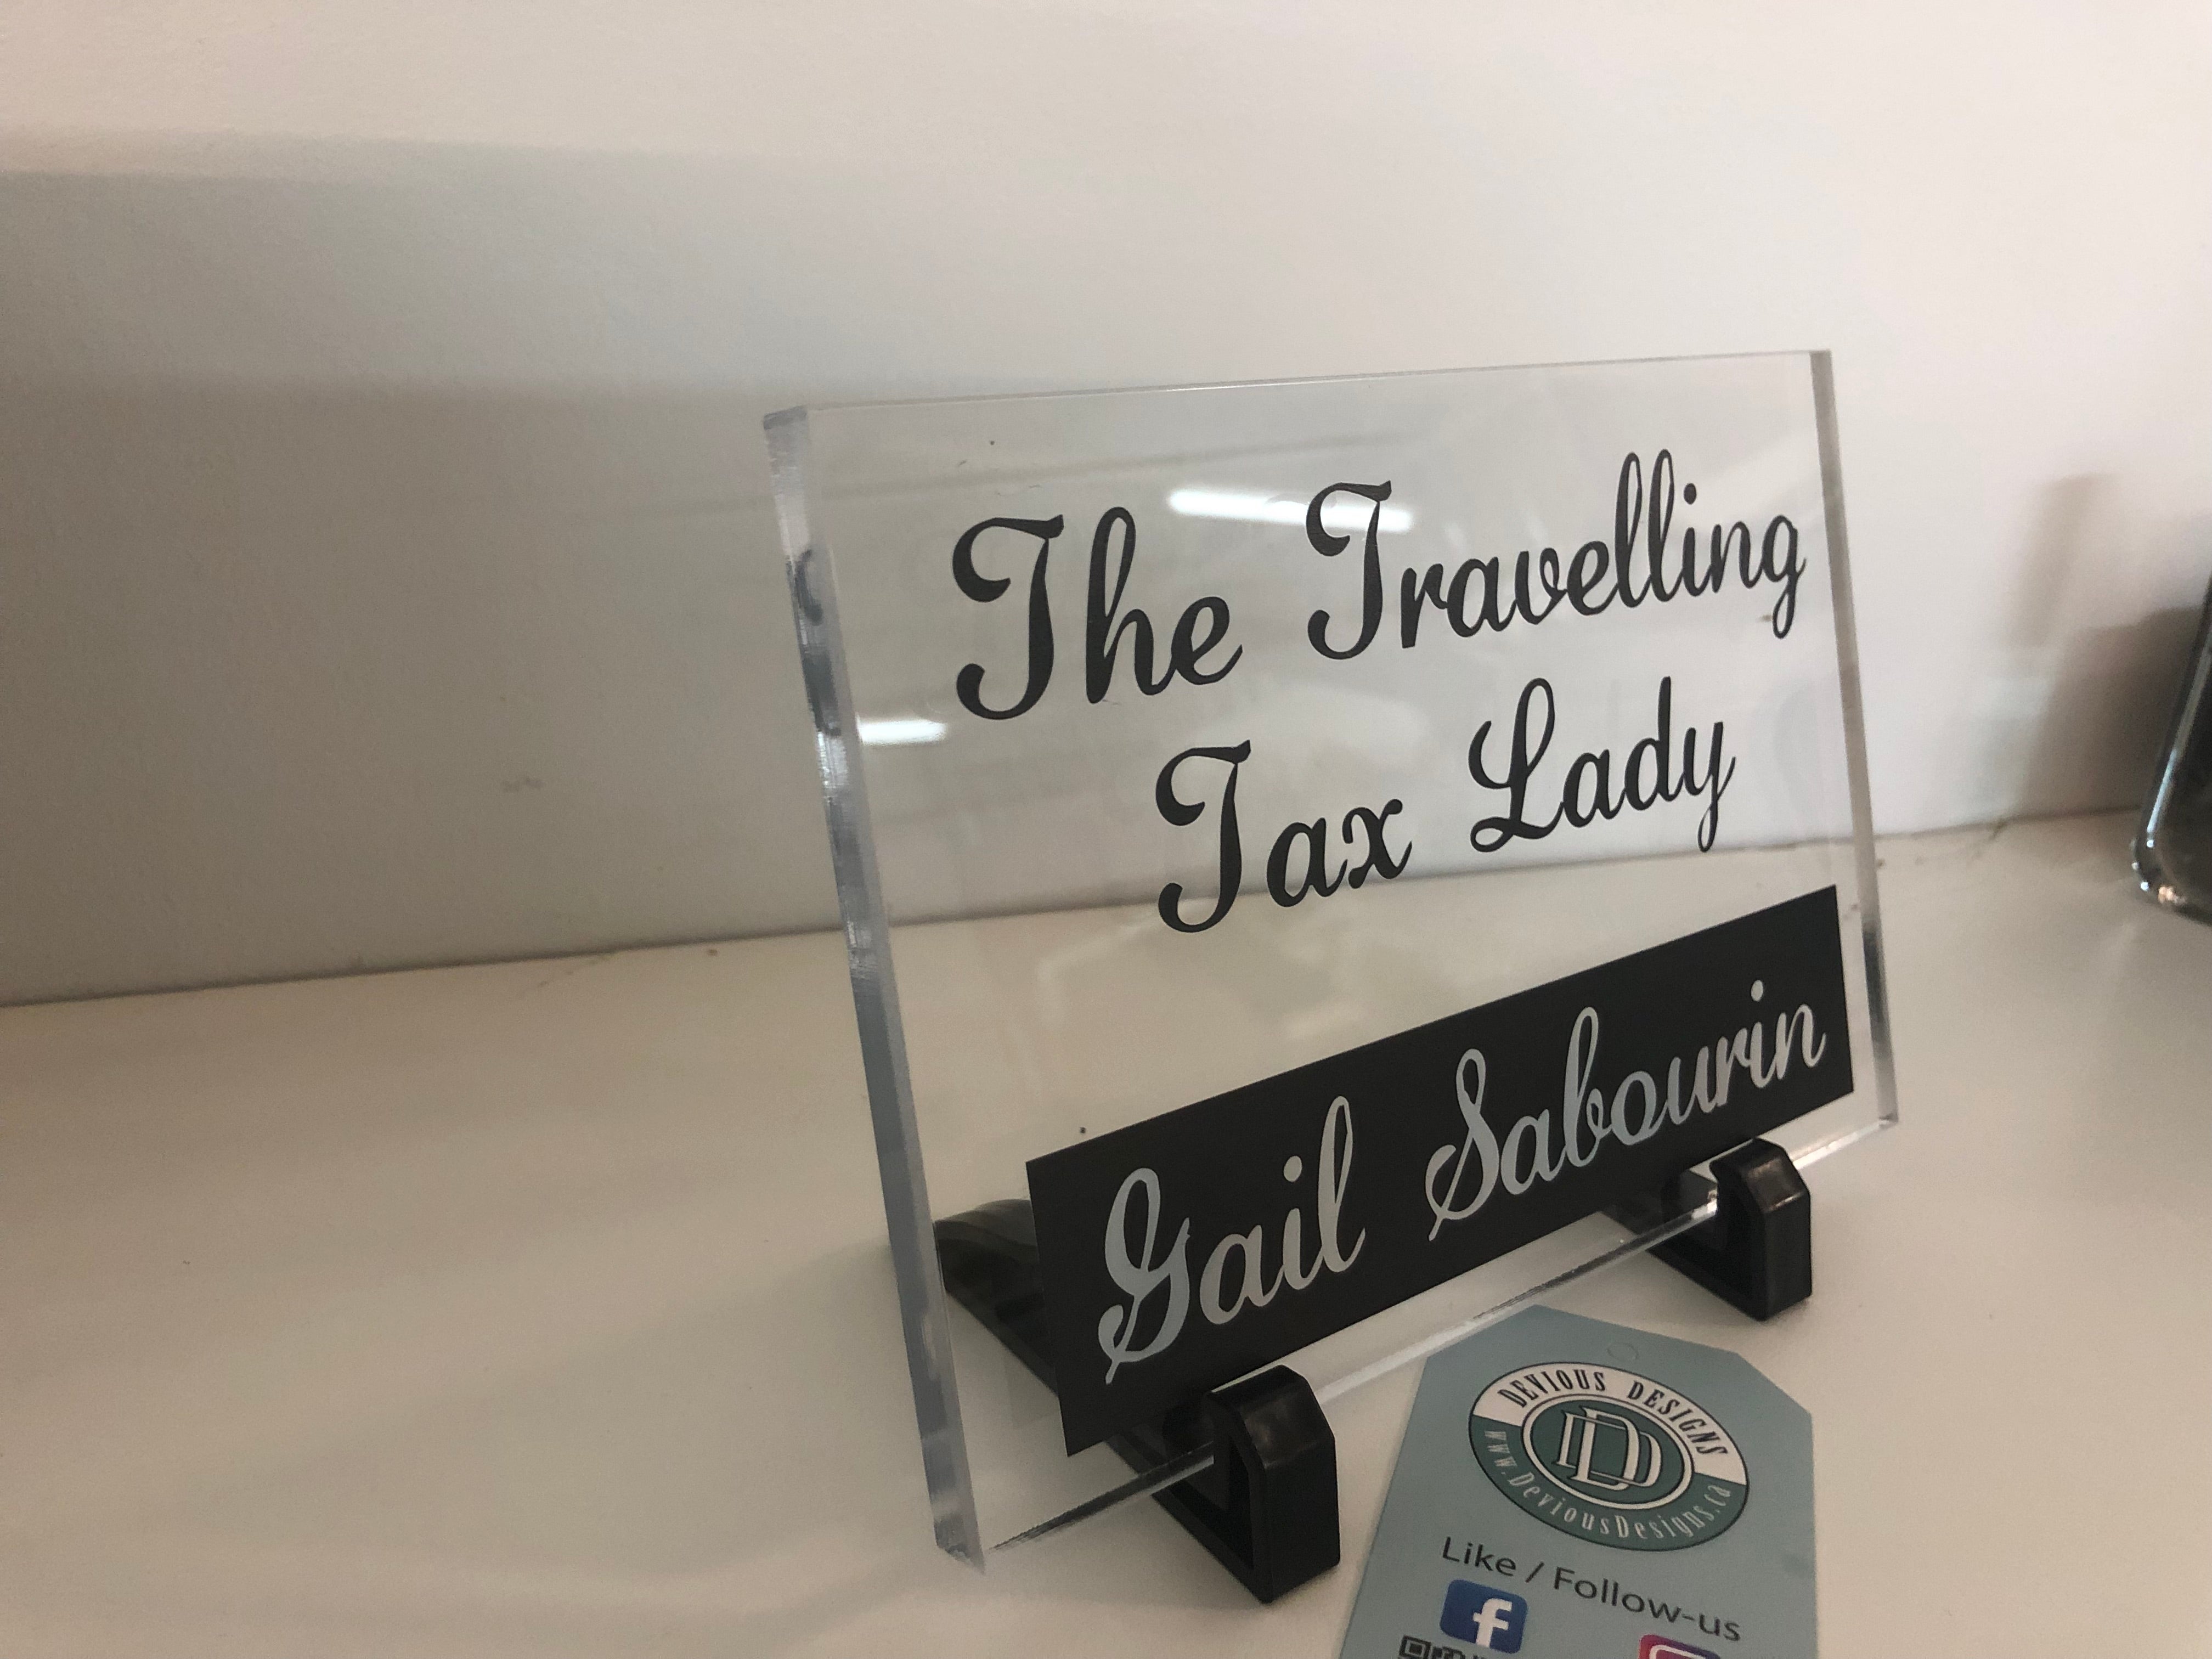 The Travelling
Tax Lady
Gail Sabourin
DEVIOUS DESIGNS
DD
www.DeviousDesigns.ca
Like / Follow-us
f